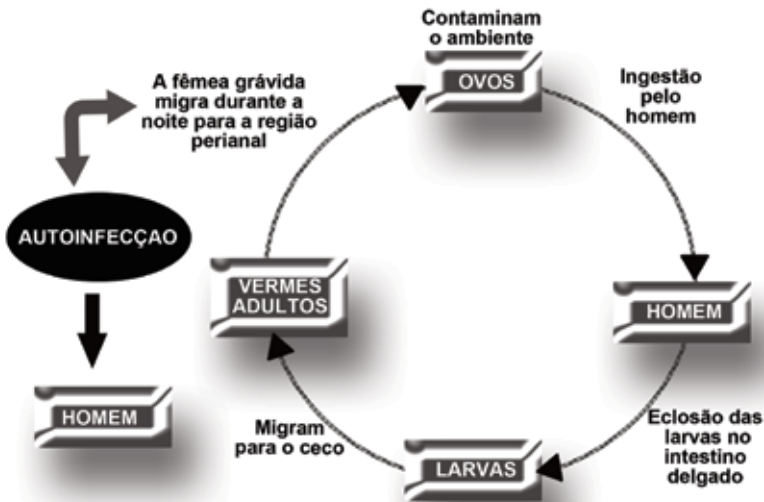 Contaminam
o ambiente
OVOS
Ingestão
pelo
homem
HOMEM
Eclosão das
larvas no
intestino
delgado
LARVAS
Migram
para o ceco
VERMES
ADULTOS
A fêmea grávida
migra durante a
noite para a região
perianal
AUTOINFECÇAO
HOMEM